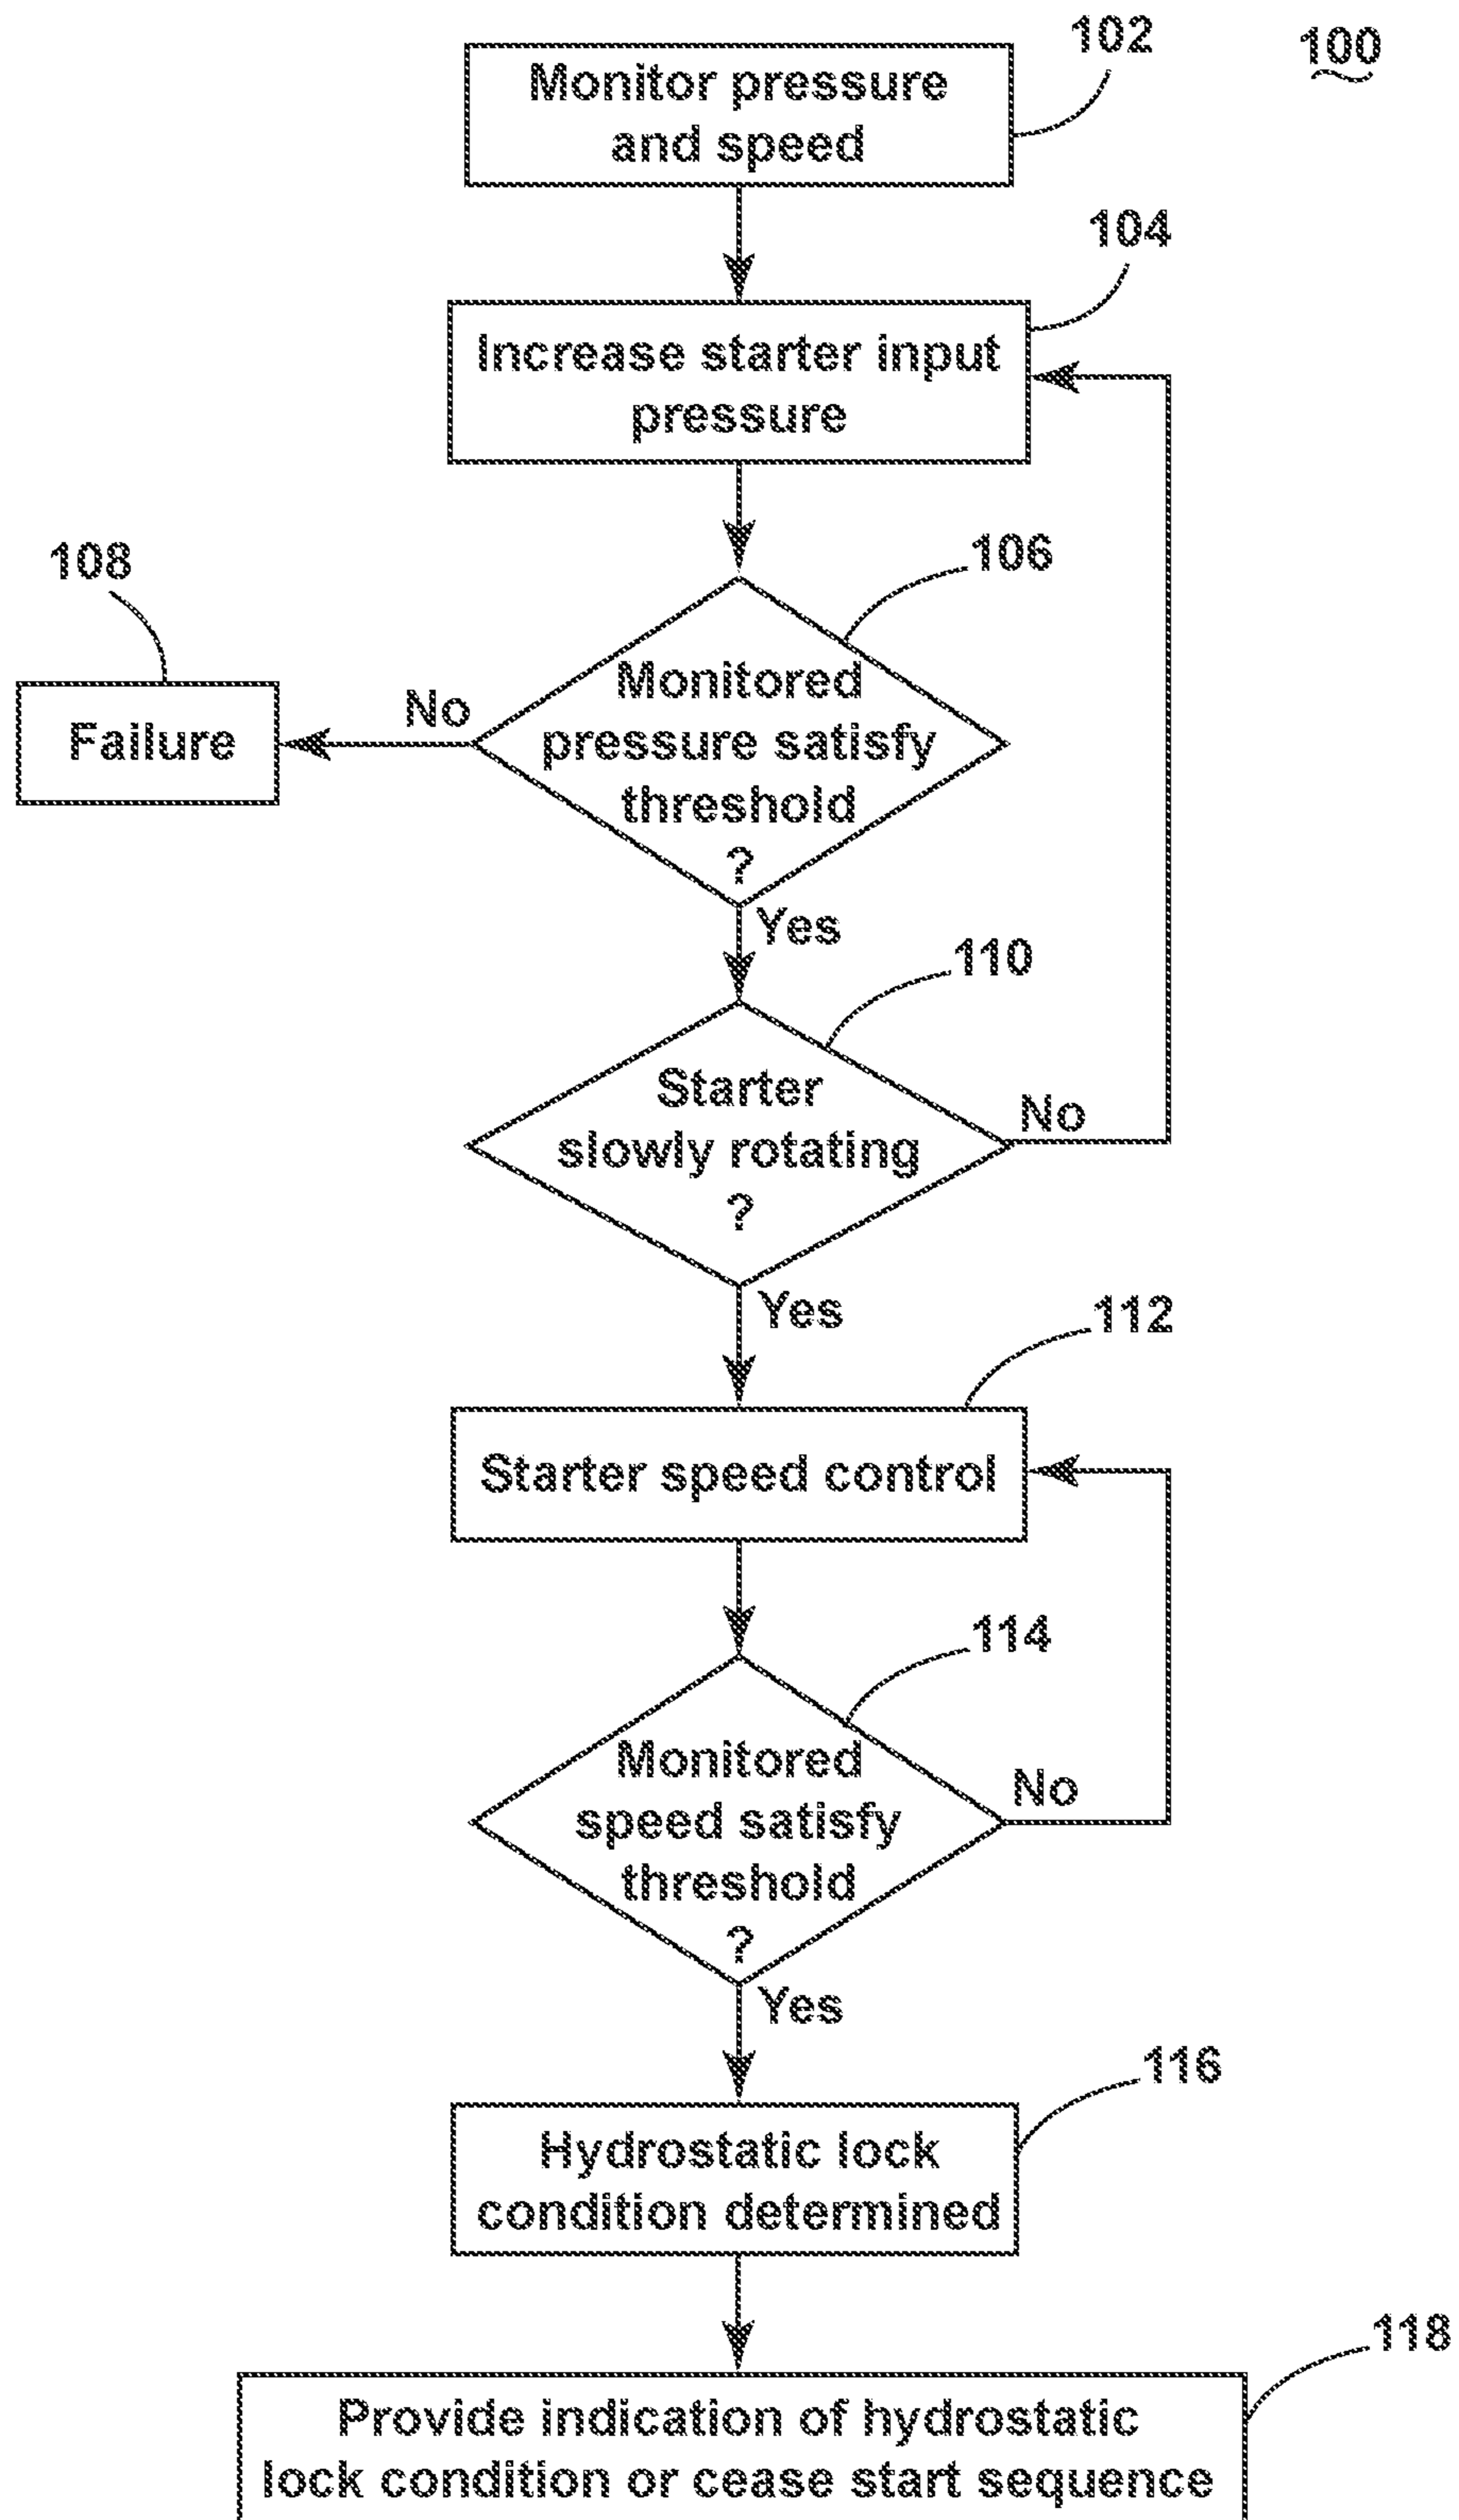 102
100
Monitor pressure
and speed
104
Increase starter input
pressure
106
108
Monitored
pressure satisfy
threshold
?
No
Failure
Yes
110
Starter
slowly rotating
?
No
Yes
112
Starter speed control
114
Monitored
speed satisfy
threshold
?
No
Yes
116
Hydrostatic lock
condition determined
118
Provide indication of hydrostatic
lock condition or cease start sequence